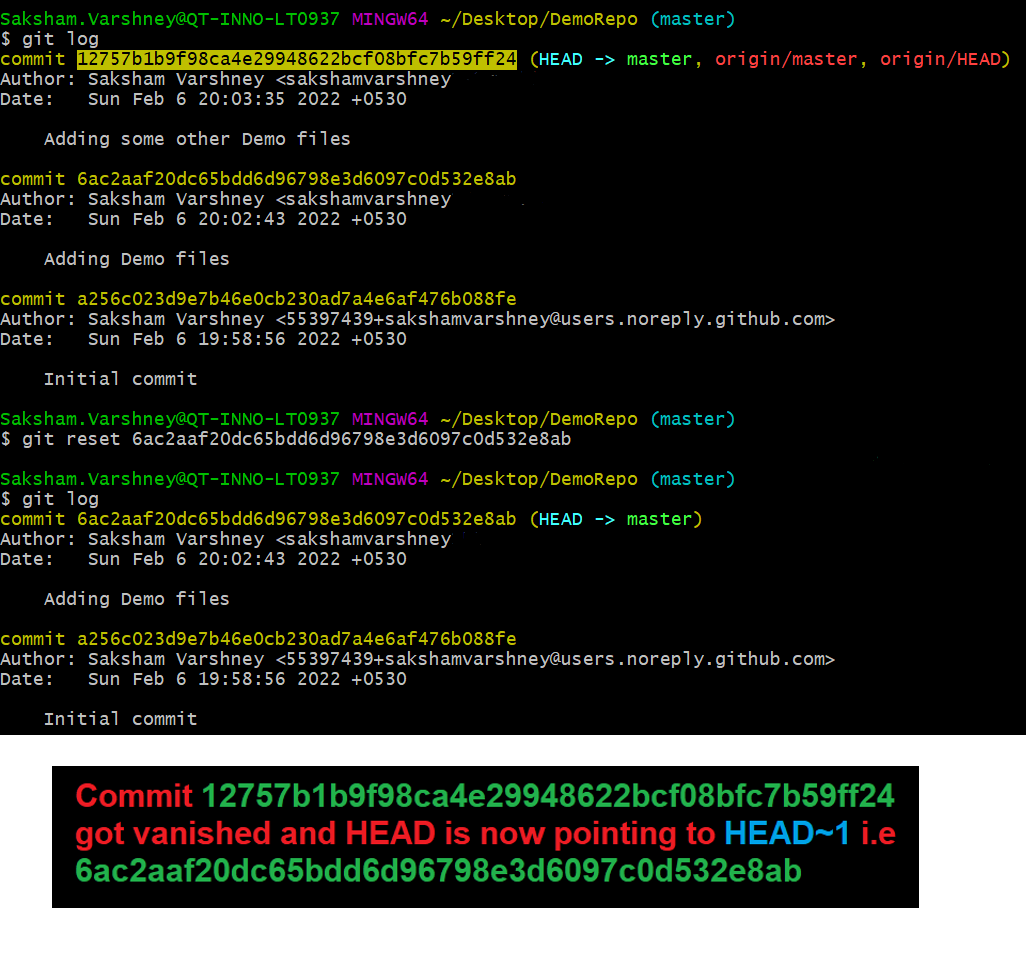 Saksham.Varshney@QT-INNO-LT0937 MINGW64 ~/Desktop/DemoRepo (master)
$ git log
commit 12757b1b9f98ca4e29948622bcf08bfc7b59ff24 (HEAD -> master, origin/master, origin/HEAD)
Author: Saksham Varshney <sakshamvarshney
Date:   Sun Feb 6 20:03:35 2022 +0530
    Adding some other Demo files
commit 6ac2aaf20dc65bdd6d96798e3d6097c0d532e8ab
Author: Saksham Varshney <sakshamvarshney
Date:   Sun Feb 6 20:02:43 2022 +0530
    Adding Demo files
commit a256c023d9e7b46e0cb230ad7a4e6af476b088fe
Author: Saksham Varshney <55397439+sakshamvarshney@users.noreply.github.com>
Date:   Sun Feb 6 19:58:56 2022 +0530
    Initial commit
Saksham.Varshney@QT-INNO-LT0937 MINGW64 ~/Desktop/DemoRepo (master)
$ git reset 6ac2aaf20dc65bdd6d96798e3d6097c0d532e8ab
Saksham.Varshney@QT-INNO-LT0937 MINGW64 ~/Desktop/DemoRepo (master)
$ git log
commit 6ac2aaf20dc65bdd6d96798e3d6097c0d532e8ab (HEAD -> master)
Author: Saksham Varshney <sakshamvarshney
Date:   Sun Feb 6 20:02:43 2022 +0530
    Adding Demo files
commit a256c023d9e7b46e0cb230ad7a4e6af476b088fe
Author: Saksham Varshney <55397439+sakshamvarshney@users.noreply.github.com>
Date:   Sun Feb 6 19:58:56 2022 +0530
    Initial commit
Commit 12757b1b9f98ca4e29948622bcf08bfc7b59ff24
got vanished and HEAD is now pointing to HEAD~1 i.e
6ac2aaf20dc65bdd6d96798e3d6097c0d532e8ab